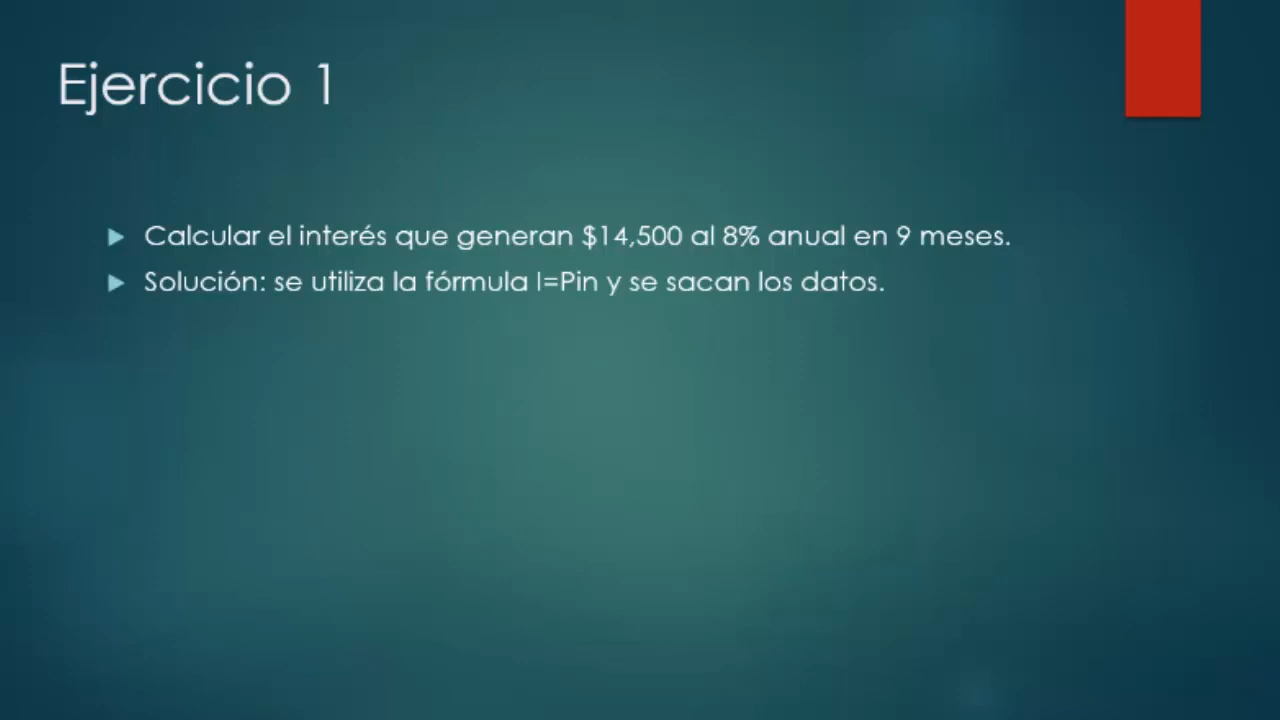 Ejercicio 1
Calcular el interés que generan $14,500 al 8% anual en 9 meses.
Solución: se utiliza la fórmula I=Pin y se sacan los datos.